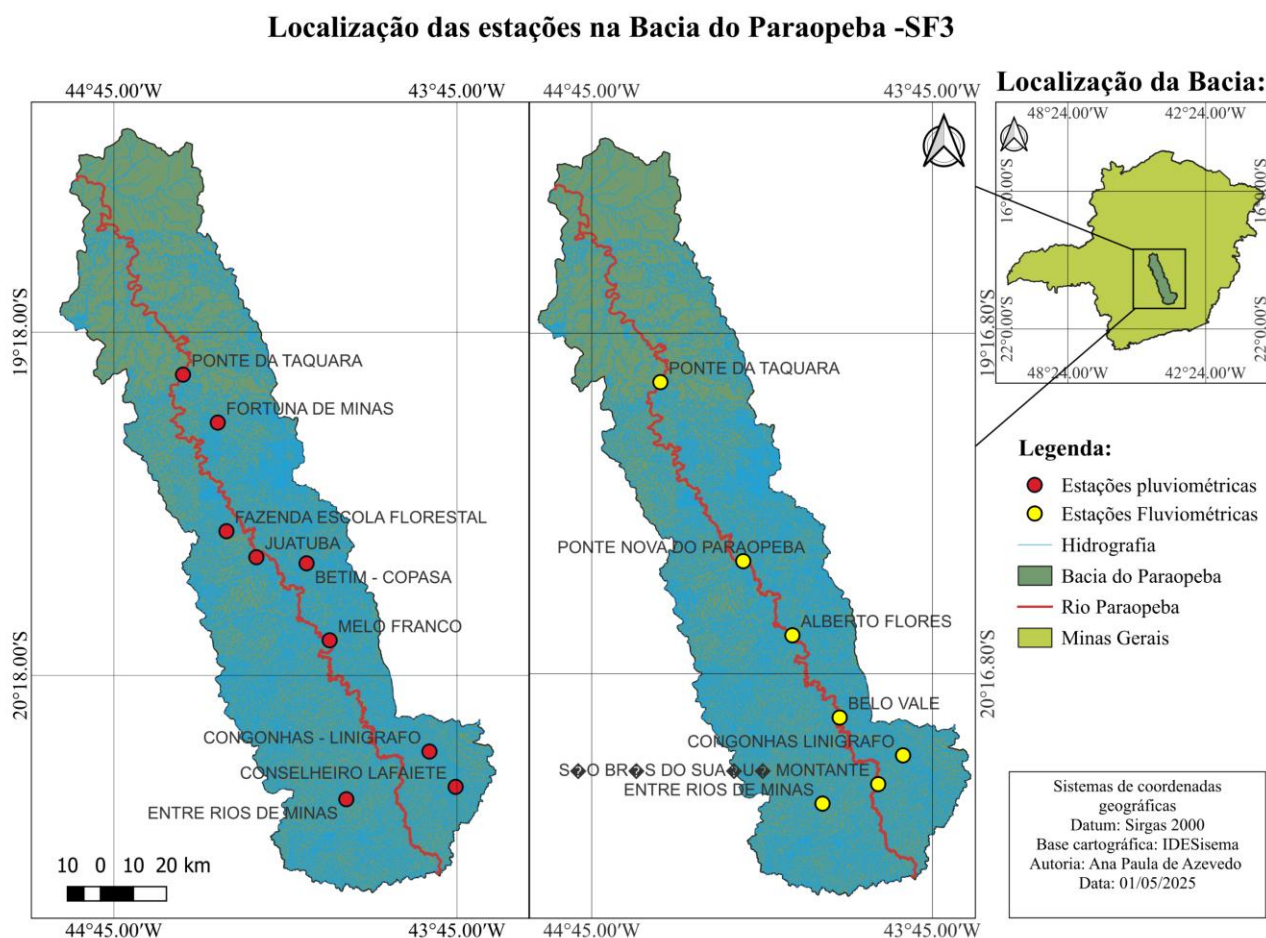 Localização das estações na Bacia do Paraopeba -SF3
44°45.00′W
43°45.00′W
44°45.00′W
43°45.00′W
19°18.00′S
20°18.00′S
PONTE DA TAQUARA
FORTUNA DE MINAS
FAZENDA ESCOLA FLORESTAL
JUATUBA
BETIM - COPASA
MELO FRANCO
CONGONHAS - LINIGRAFO
CONSELHEIRO LAFAIETE
ENTRE RIOS DE MINAS
10 0 10 20 km
44°45.00′W
43°45.00′W
PONTE DA TAQUARA
PONTE NOVA DO PARAOPEBA
ALBERTO FLORES
BELO VALE
CONGONHAS LINIGRAFO
S�O BR�S DO SUA�U� MONTANTE
ENTRE RIOS DE MINAS
19°16.80′S
20°16.80′S
44°45.00′W
43°45.00′W
Localização da Bacia:
48°24.00′W
42°24.00′W
16°0.00′S
16°0.00′S
22°0.00′S
22°0.00′S
48°24.00′W
42°24.00′W
Legenda:
Estações pluviométricas
Estações Fluviométricas
Hidrografia
Bacia do Paraopeba
Rio Paraopeba
Minas Gerais
Sistemas de coordenadas
geográficas
Datum: Sirgas 2000
Base cartográfica: IDESisema
Autoria: Ana Paula de Azevedo
Data: 01/05/2025